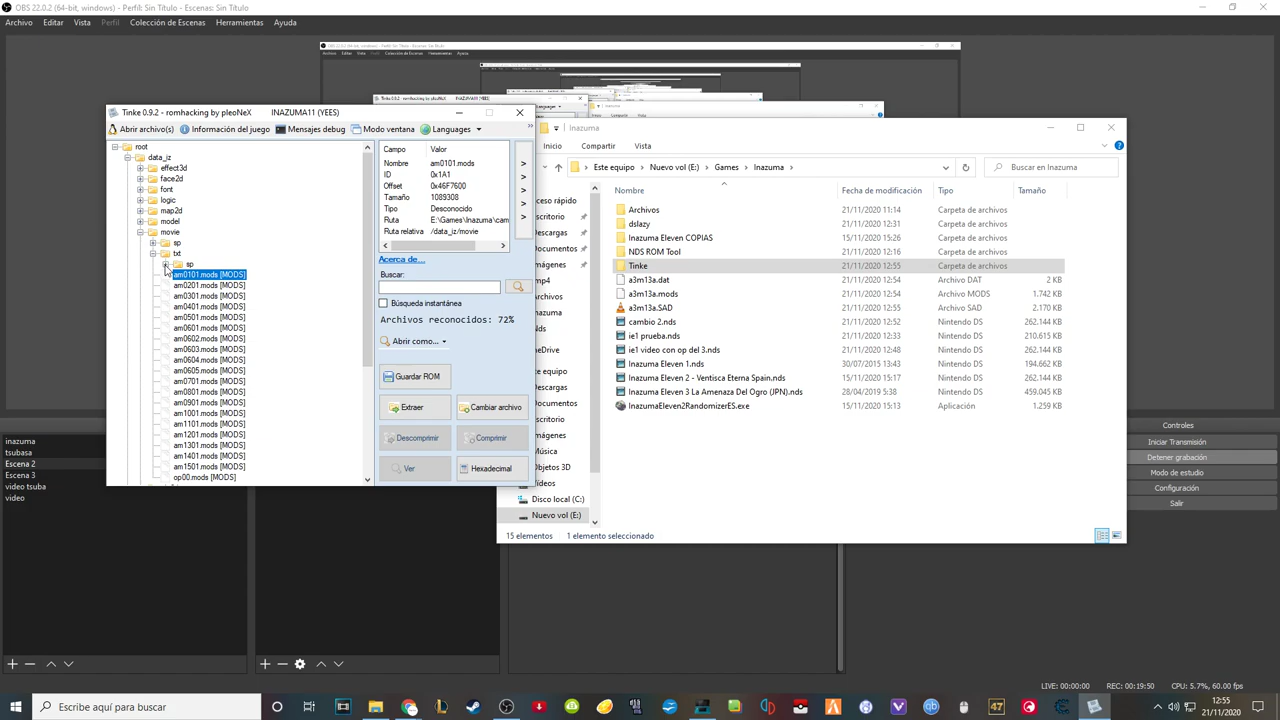 OBS 22.0.2 (64-bit, windows) - Perfil: Sin Título - Escenas: Sin Título
Archivo Editar Vista Perfil Colección de Escenas Herramientas Ayuda
Tinke 0.9.2 - romhacking by pleoNeX INAZUMA11 (YEES)
Abrir archivo(s) Información del juego Mensajes debug Modo ventana Languages
root
data_iz
effect3d
face2d
font
logic
map2d
model
movie
sp
txt
sp
am0101.mods [MODS]
am0201.mods [MODS]
am0301.mods [MODS]
am0401.mods [MODS]
am0501.mods [MODS]
am0601.mods [MODS]
am0602.mods [MODS]
am0603.mods [MODS]
am0604.mods [MODS]
am0605.mods [MODS]
am0701.mods [MODS]
am0801.mods [MODS]
am0901.mods [MODS]
am1001.mods [MODS]
am1101.mods [MODS]
am1201.mods [MODS]
am1301.mods [MODS]
am1401.mods [MODS]
am1501.mods [MODS]
op00.mods [MODS]
Campo Valor
Nombre am0101.mods
ID 0x1A1
Offset 0x46F7600
Tamaño 1089308
Tipo Desconocido
Ruta E:\Games\Inazuma\cam
Ruta relativa /data_iz/movie
Acerca de...
Buscar:
Búsqueda instantánea
Archivos reconocidos: 72%
Abrir como...
Guardar ROM
Extraer Cambiar archivo
Descomprimir Comprimir
Ver Hexadecimal
Inazuma
Inicio Compartir Vista
Este equipo > Nuevo vol (E:) > Games > Inazuma >
Buscar en Inazuma
Nombre Fecha de modificación Tipo Tamaño
Archivos 21/11/2020 11:14 Carpeta de archivos
dslazy 21/11/2020 12:39 Carpeta de archivos
Inazuma Eleven COPIAS 15/11/2020 15:26 Carpeta de archivos
NDS ROM Tool 21/11/2020 12:16 Carpeta de archivos
Tinke 21/11/2020 12:55 Carpeta de archivos
a3m13a.dat 21/11/2020 12:54 Archivo DAT 2 KB
a3m13a.mods 21/11/2020 12:54 Archivo MODS 1.742 KB
a3m13a.SAD 21/11/2020 12:54 Archivo SAD 2.170 KB
cambio 2.nds 21/11/2020 12:52 Nintendo DS 262.144 KB
ie1 prueba.nds 21/11/2020 12:44 Nintendo DS 210.615 KB
ie1 video con op del 3.nds 21/11/2020 12:48 Nintendo DS 262.144 KB
Inazuma Eleven 1.nds 30/07/2015 13:43 Nintendo DS 194.662 KB
Inazuma Eleven 2 - Ventisca Eterna Spain.nds 15/11/2020 15:17 Nintendo DS 262.144 KB
Inazuma Eleven 3 La Amenaza Del Ogro (JPN).nds 28/04/2019 5:38 Nintendo DS 459.045 KB
InazumaEleven2RandomizerES.exe 15/11/2020 15:13 Aplicación 1.259 KB
cceso rápido
scritorio
escargas
ocumentos
mágenes
mp4
Archivos
nazuma
Nds
neDrive
te equipo
escargas
ocumentos
scritorio
mágenes
úsica
Objetos 3D
ídeos
Disco local (C:)
Nuevo vol (E:)
15 elementos 1 elemento seleccionado
inazuma
tsubasa
Escena 2
Escena 3
video tsuba
video
Controles
Iniciar Transmisión
Detener grabación
Modo de estudio
Configuración
Salir
LIVE: 00:00:00 REC: 00:19:50 CPU: 5.7%, 60.00 fps
Escribe aquí para buscar
12:55
21/11/2020